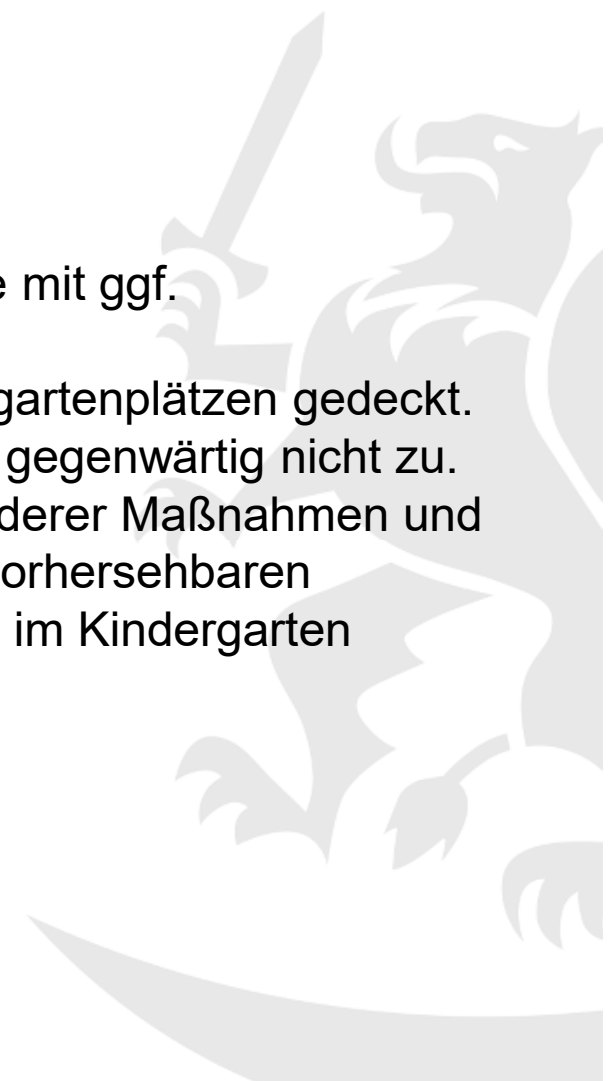 mit ggf.
gartenplätzen gedeckt.
gegenwärtig nicht zu.
derer Maßnahmen und
orhersehbaren
im Kindergarten